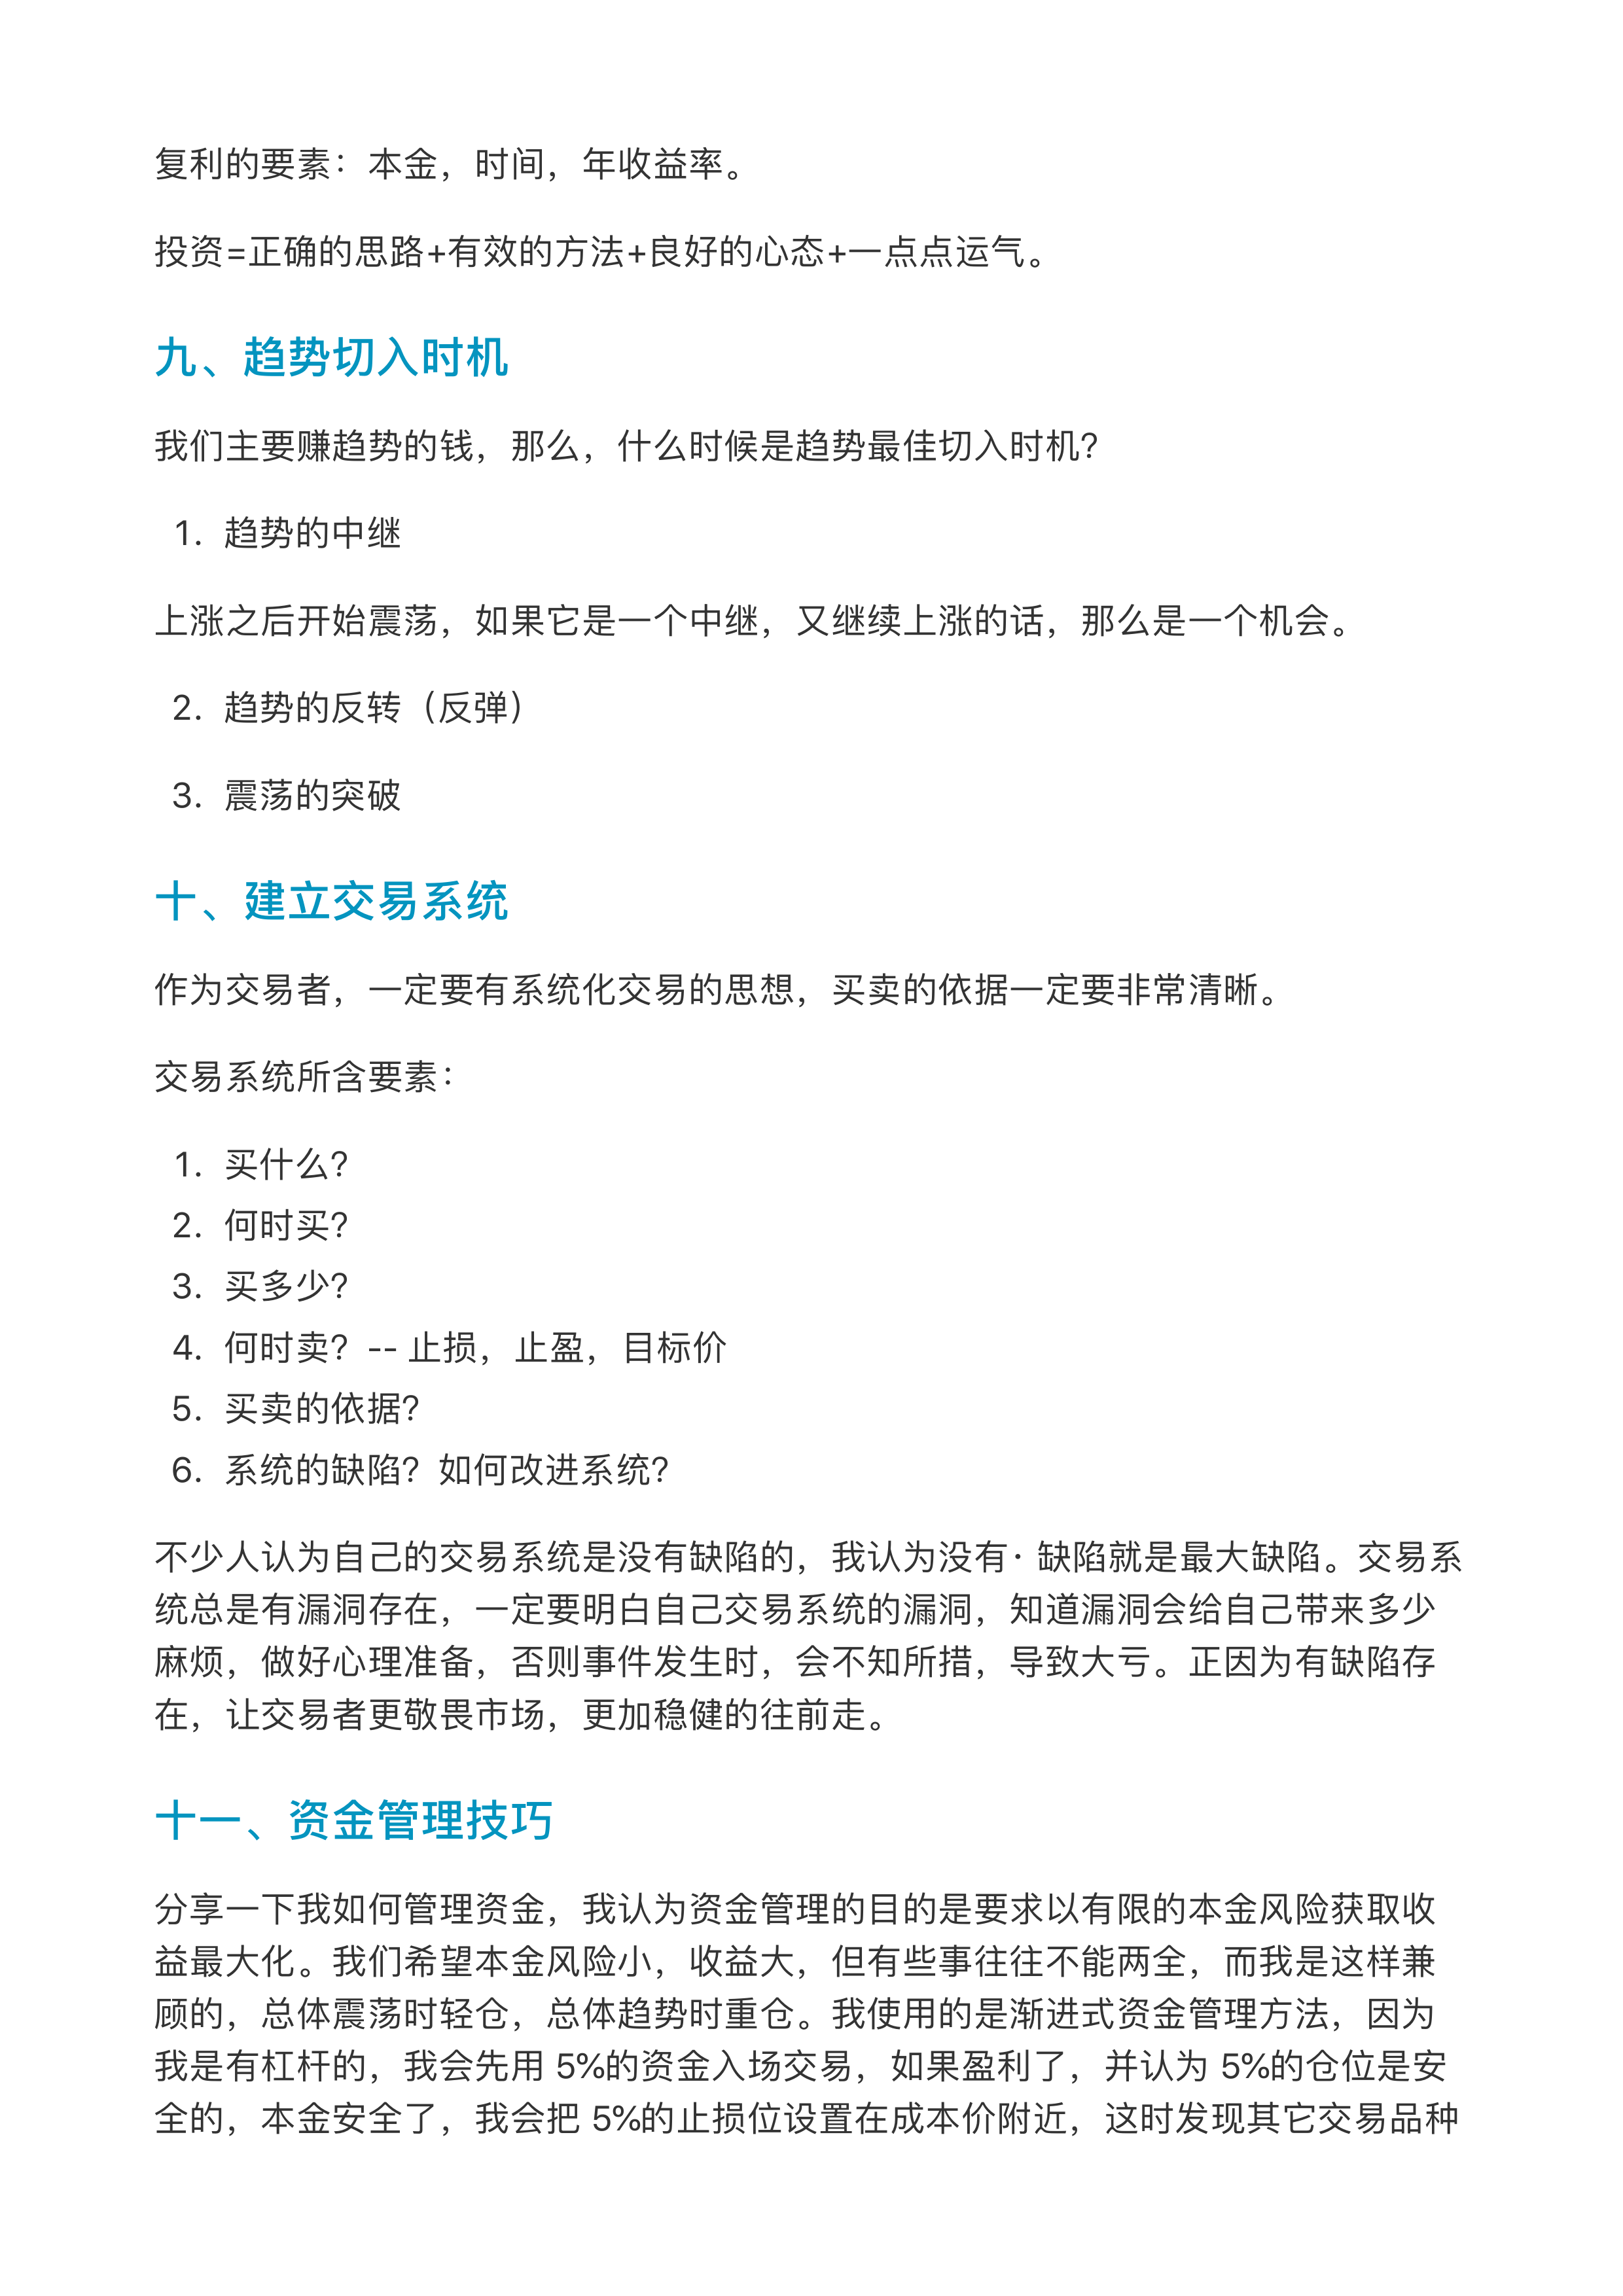 复利的要素：本金，时间，年收益率。
投资=正确的思路+有效的方法+良好的心态+一点点运气。
九、趋势切入时机
我们主要赚趋势的钱，那么，什么时候是趋势最佳切入时机？
1. 趋势的中继
上涨之后开始震荡，如果它是一个中继，又继续上涨的话，那么是一个机会。
2. 趋势的反转（反弹）
3. 震荡的突破
十、建立交易系统
作为交易者，一定要有系统化交易的思想，买卖的依据一定要非常清晰。
交易系统所含要素：
1. 买什么？
2. 何时买？
3. 买多少？
4. 何时卖？-- 止损，止盈，目标价
5. 买卖的依据？
6. 系统的缺陷？如何改进系统？
不少人认为自己的交易系统是没有缺陷的，我认为没有· 缺陷就是最大缺陷。交易系
统总是有漏洞存在，一定要明白自己交易系统的漏洞，知道漏洞会给自己带来多少
麻烦，做好心理准备，否则事件发生时，会不知所措，导致大亏。正因为有缺陷存
在，让交易者更敬畏市场，更加稳健的往前走。
十一、资金管理技巧
分享一下我如何管理资金，我认为资金管理的目的是要求以有限的本金风险获取收
益最大化。我们希望本金风险小，收益大，但有些事往往不能两全，而我是这样兼
顾的，总体震荡时轻仓，总体趋势时重仓。我使用的是渐进式资金管理方法，因为
我是有杠杆的，我会先用 5%的资金入场交易，如果盈利了，并认为 5%的仓位是安
全的，本金安全了，我会把 5%的止损位设置在成本价附近，这时发现其它交易品种